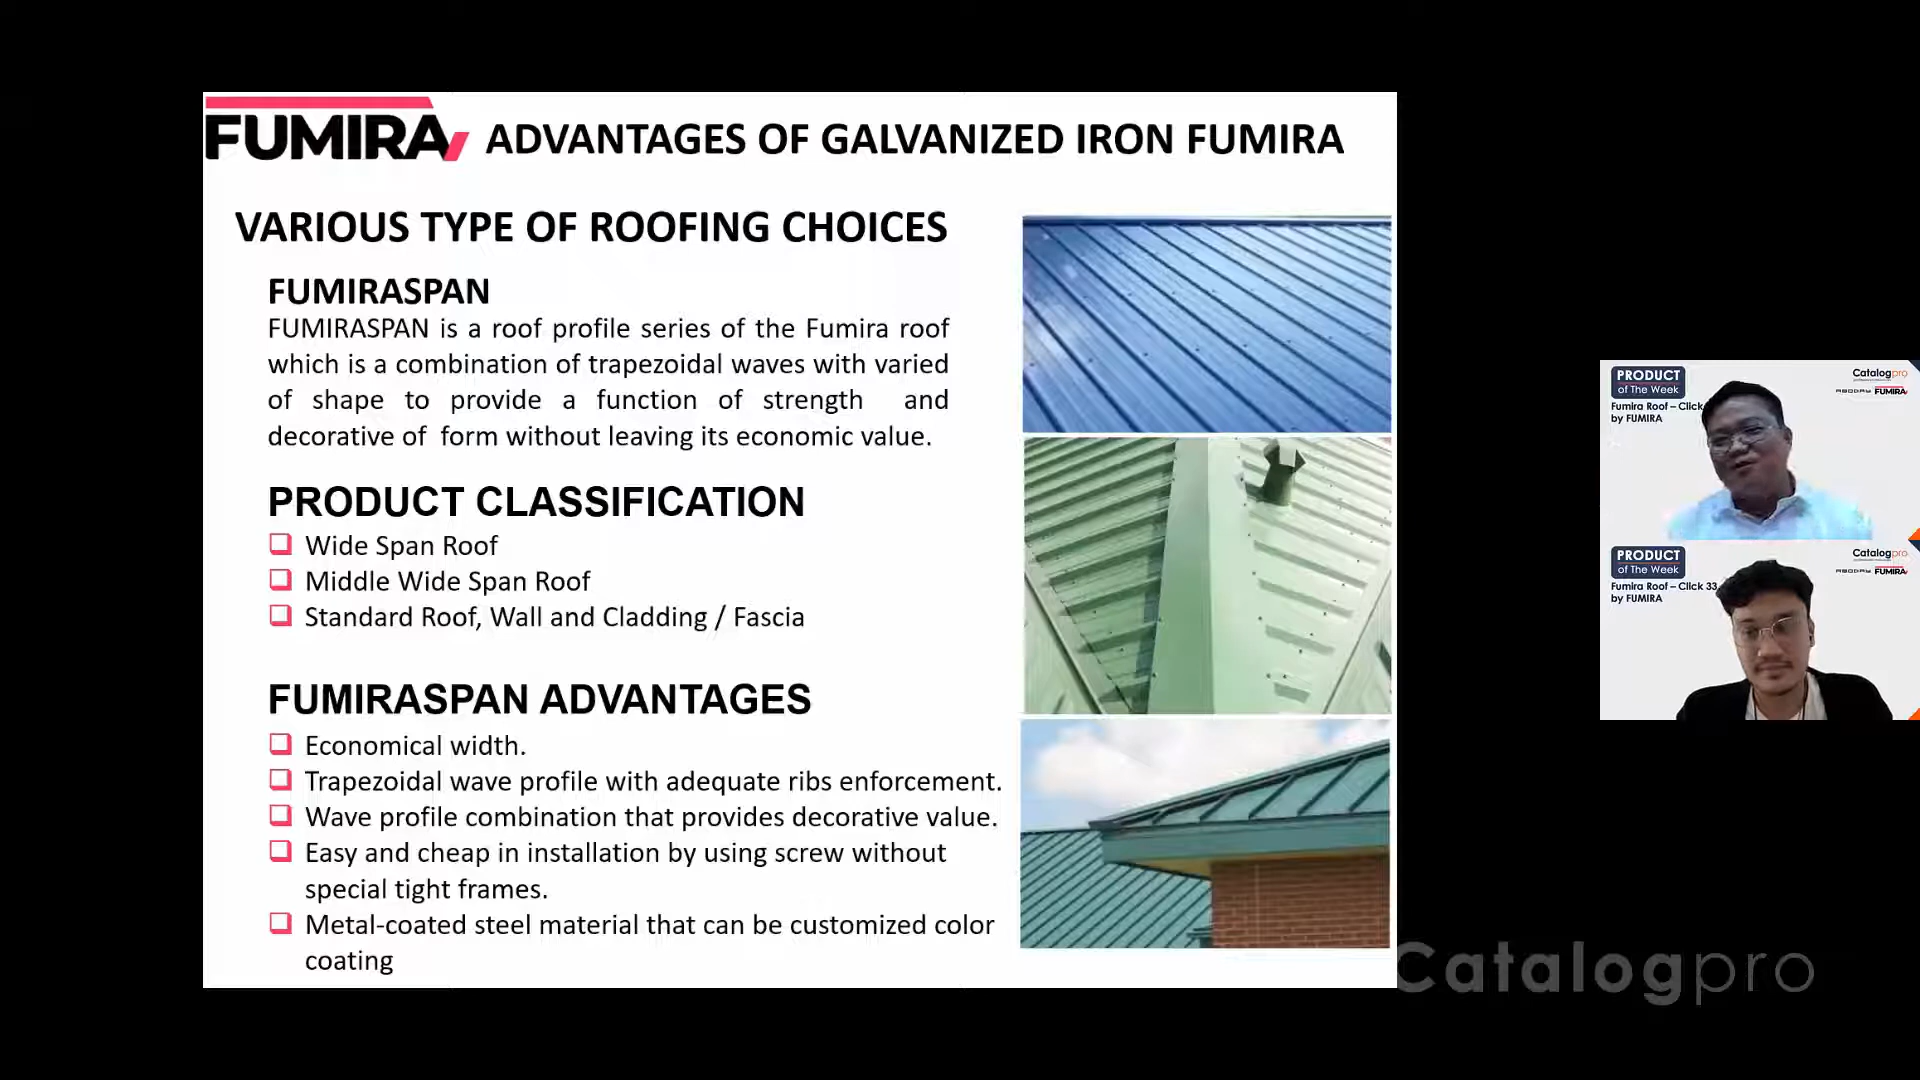 FUMIRA
ADVANTAGES OF GALVANIZED IRON FUMIRA
VARIOUS TYPE OF ROOFING CHOICES
FUMIRASPAN
FUMIRASPAN is a roof profile series of the Fumira roof
which is a combination of trapezoidal waves with varied
of shape to provide a function of strength and
decorative of form without leaving its economic value.
PRODUCT CLASSIFICATION
Wide Span Roof
Middle Wide Span Roof
Standard Roof, Wall and Cladding / Fascia
FUMIRASPAN ADVANTAGES
Economical width.
Trapezoidal wave profile with adequate ribs enforcement.
Wave profile combination that provides decorative value.
Easy and cheap in installation by using screw without
special tight frames.
Metal-coated steel material that can be customized color
coating
PRODUCT
of The Week
Fumira Roof – Click
by FUMIRA
Catalogpro
FUMIRA
PRODUCT
of The Week
Fumira Roof – Click 33
by FUMIRA
Catalogpro
FUMIRA
Catalogpro